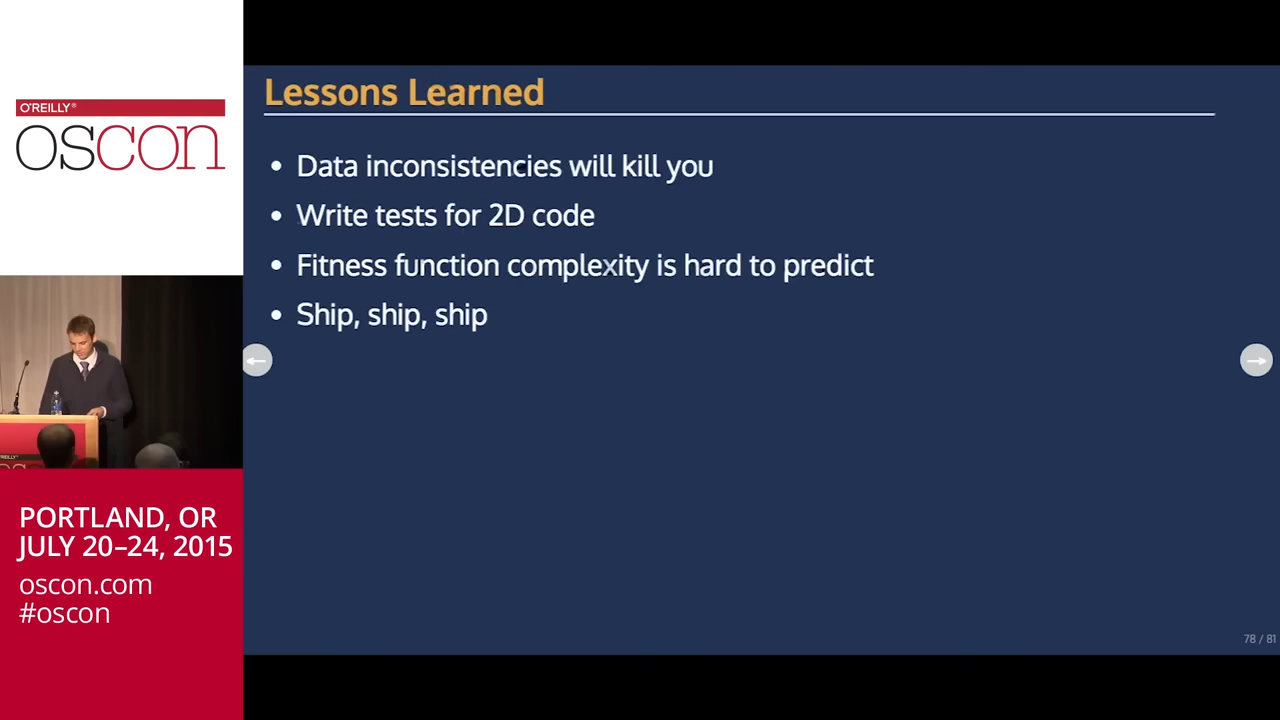 O'REILLY®
OSCON
PORTLAND, OR
JULY 20–24, 2015
oscon.com
#oscon
Lessons Learned
• Data inconsistencies will kill you
• Write tests for 2D code
• Fitness function complexity is hard to predict
• Ship, ship, ship
←
→
78 / 81